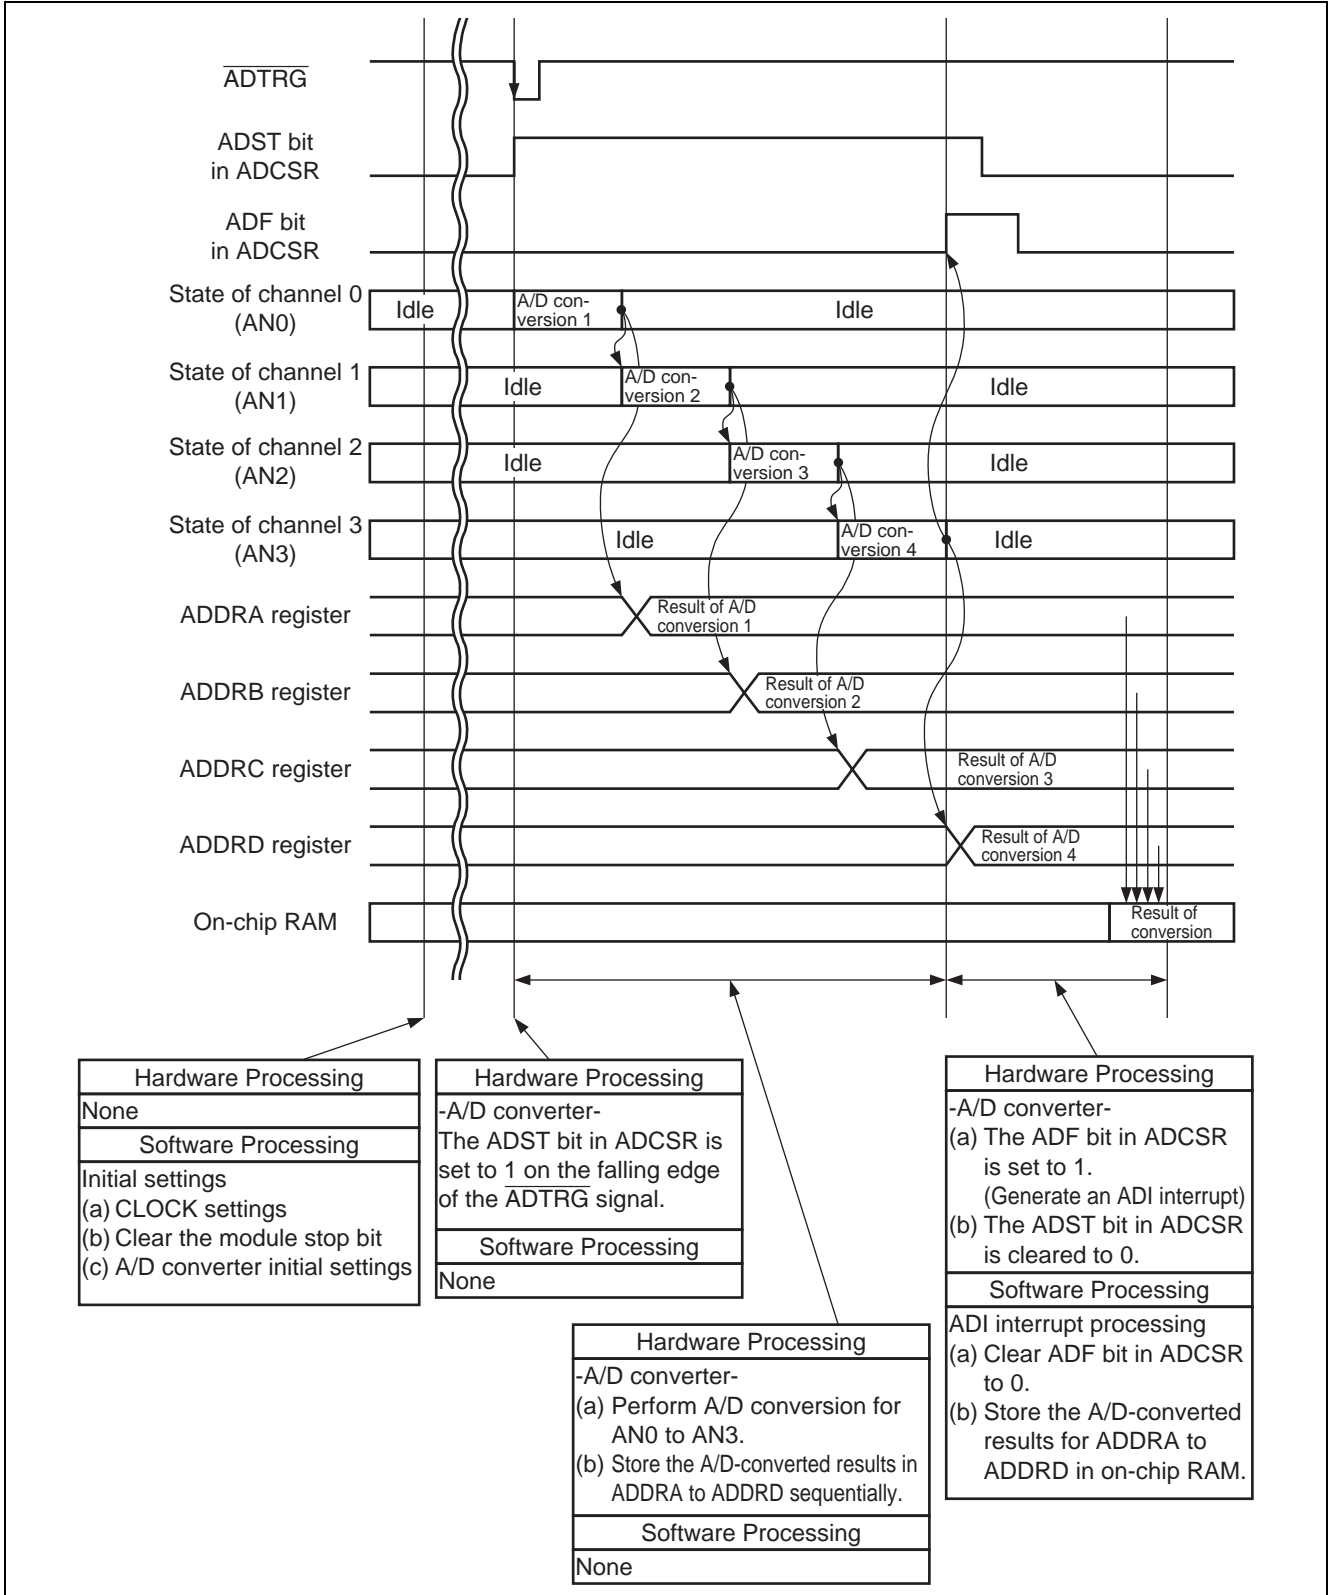 ADTRG
ADST bit
in ADCSR
ADF bit
in ADCSR
State of channel 0
(AN0)
Idle
A/D con-
version 1
Idle
State of channel 1
(AN1)
Idle
A/D con-
version 2
Idle
State of channel 2
(AN2)
Idle
A/D con-
version 3
Idle
State of channel 3
(AN3)
Idle
A/D con-
version 4
Idle
ADDRA register
Result of A/D
conversion 1
ADDRB register
Result of A/D
conversion 2
ADDRC register
Result of A/D
conversion 3
ADDRD register
Result of A/D
conversion 4
On-chip RAM
Result of
conversion
Hardware Processing
None
Software Processing
Initial settings
(a) CLOCK settings
(b) Clear the module stop bit
(c) A/D converter initial settings
Hardware Processing
-A/D converter-
The ADST bit in ADCSR is
set to 1 on the falling edge
of the ADTRG signal.
Software Processing
None
Hardware Processing
-A/D converter-
(a) Perform A/D conversion for
AN0 to AN3.
(b) Store the A/D-converted results in
ADDRA to ADDRD sequentially.
Software Processing
None
Hardware Processing
-A/D converter-
(a) The ADF bit in ADCSR
is set to 1.
(Generate an ADI interrupt)
(b) The ADST bit in ADCSR
is cleared to 0.
Software Processing
ADI interrupt processing
(a) Clear ADF bit in ADCSR
to 0.
(b) Store the A/D-converted
results for ADDRA to
ADDRD in on-chip RAM.